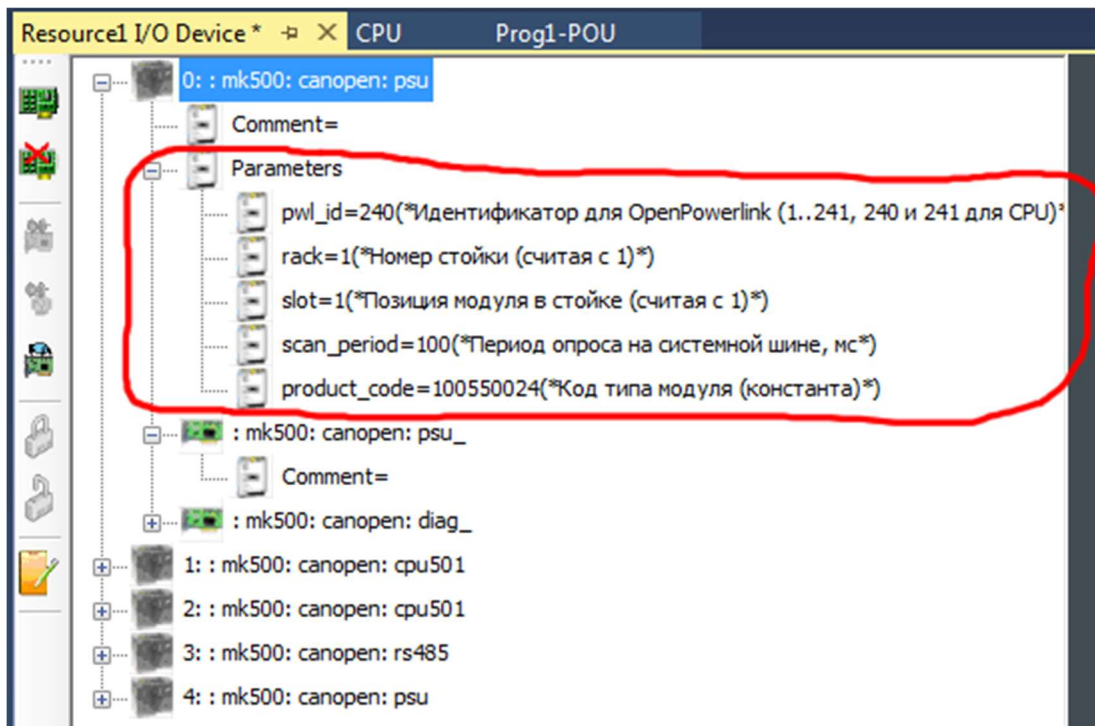 Resource1 I/O Device* CPU Prog1-POU
0: : mk500: canopen: psu
Comment=
Parameters
pwl_id=240(*Идентификатор для OpenPowerlink (1..241, 240 и 241 для CPU)*
rack=1(*Номер стойки (считая с 1)*)
slot=1(*Позиция модуля в стойке (считая с 1)*)
scan_period=100(*Период опроса на системной шине, мс*)
product_code=100550024(*Код типа модуля (константа)*)
: mk500: canopen: psu_
Comment=
: mk500: canopen: diag_
1: : mk500: canopen: cpu501
2: : mk500: canopen: cpu501
3: : mk500: canopen: rs485
4: : mk500: canopen: psu